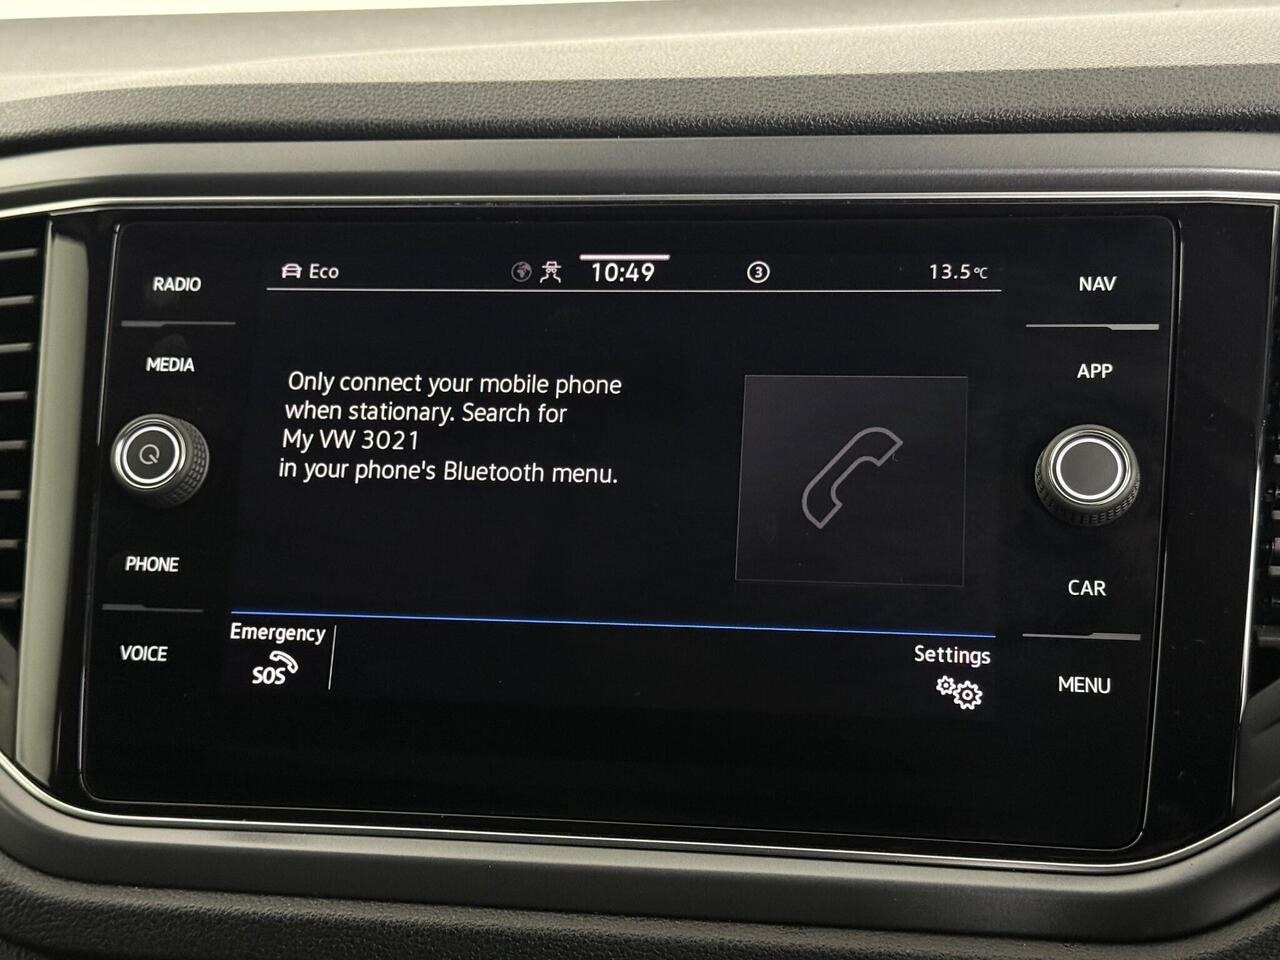 RADIO
MEDIA
PHONE
VOICE
Eco
10:49
3
13.5°C
Only connect your mobile phone
when stationary. Search for
My VW 3021
in your phone's Bluetooth menu.
Emergency
SOS
Settings
NAV
APP
CAR
MENU